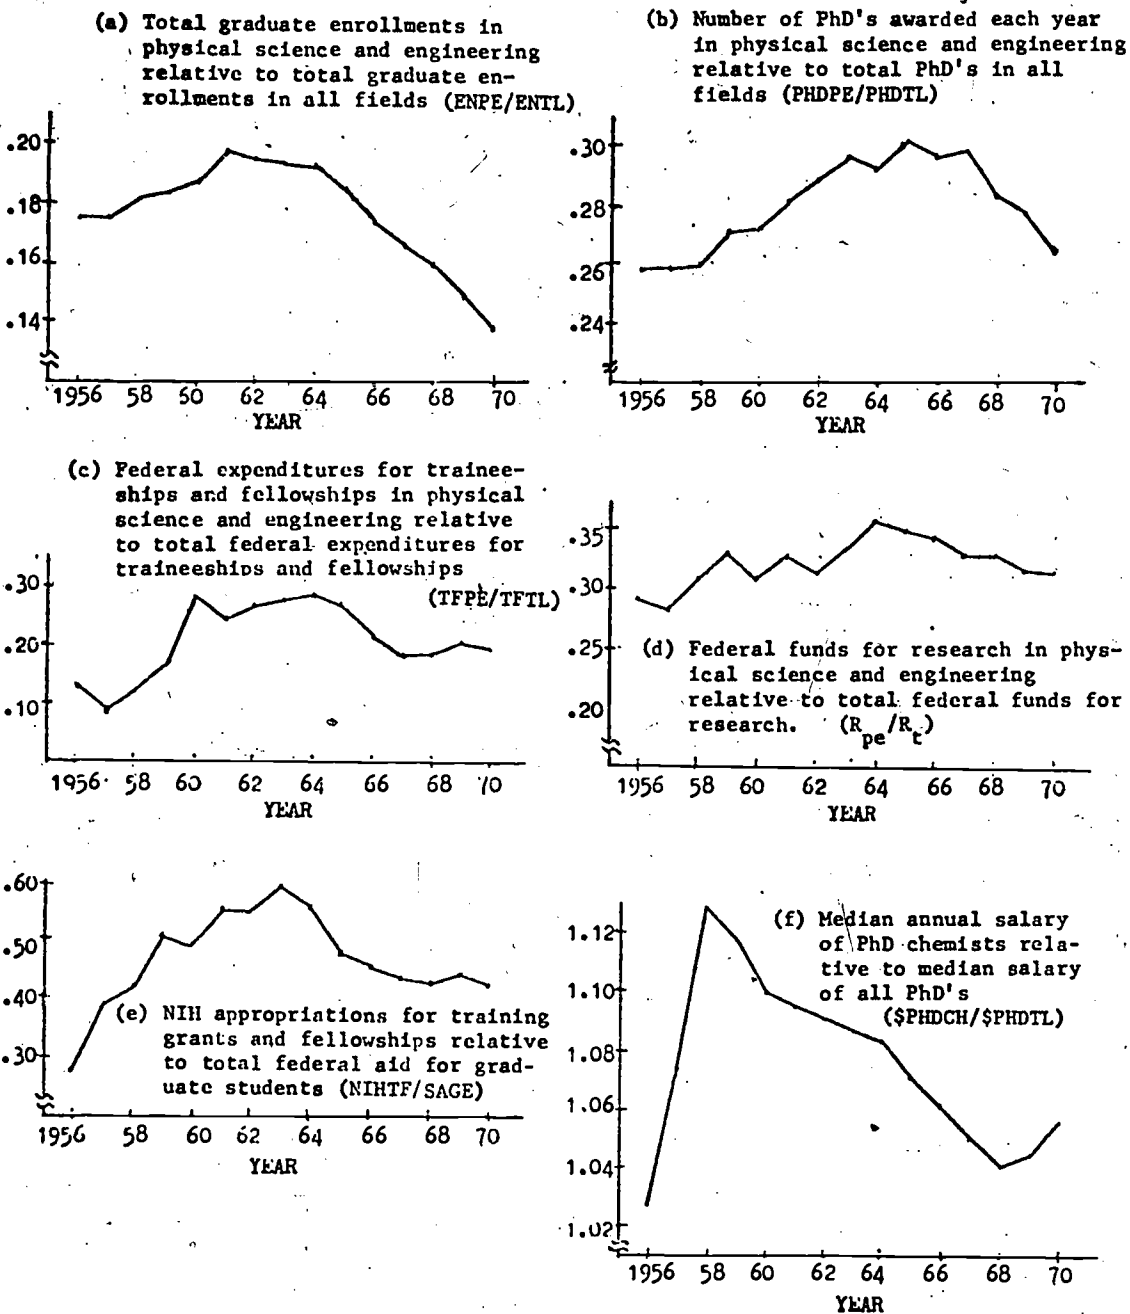 (a) Total graduate enrollments in
physical science and engineering
relative to total graduate en-
rollments in all fields (ENPE/ENTL)
.20
.18
.16
.14
1956 58 50 62 64 66 68 70
YEAR
(b) Number of PhD's awarded each year
in physical science and engineering
relative to total PhD's in all
fields (PHDPE/PHDTL)
.30
.28
.26
.24
1956 58 60 62 64 66 68 70
YEAR
(c) Federal expenditures for trainee-
ships and fellowships in physical
science and engineering relative
to total federal expenditures for
traineeships and fellowships
(TFPE/TFTL)
.30
.20
.10
1956 58 60 62 64 66 68 70
YEAR
.35
.30
.25
.20
(d) Federal funds for research in phys-
ical science and engineering
relative to total federal funds for
research. (Rpe/Rt)
1956 58 60 62 64 66 68 70
YEAR
.60
.50
.40
.30
(e) NIH appropriations for training
grants and fellowships relative
to total federal aid for grad-
uate students (NIHTF/SAGE)
1956 58 60 62 64 66 68 70
YEAR
(f) Median annual salary
of PhD chemists rela-
tive to median salary
of all PhD's
($PHDCH/$PHDTL)
1.12
1.10
1.08
1.06
1.04
1.02
1956 58 60 62 64 66 68 70
YEAR